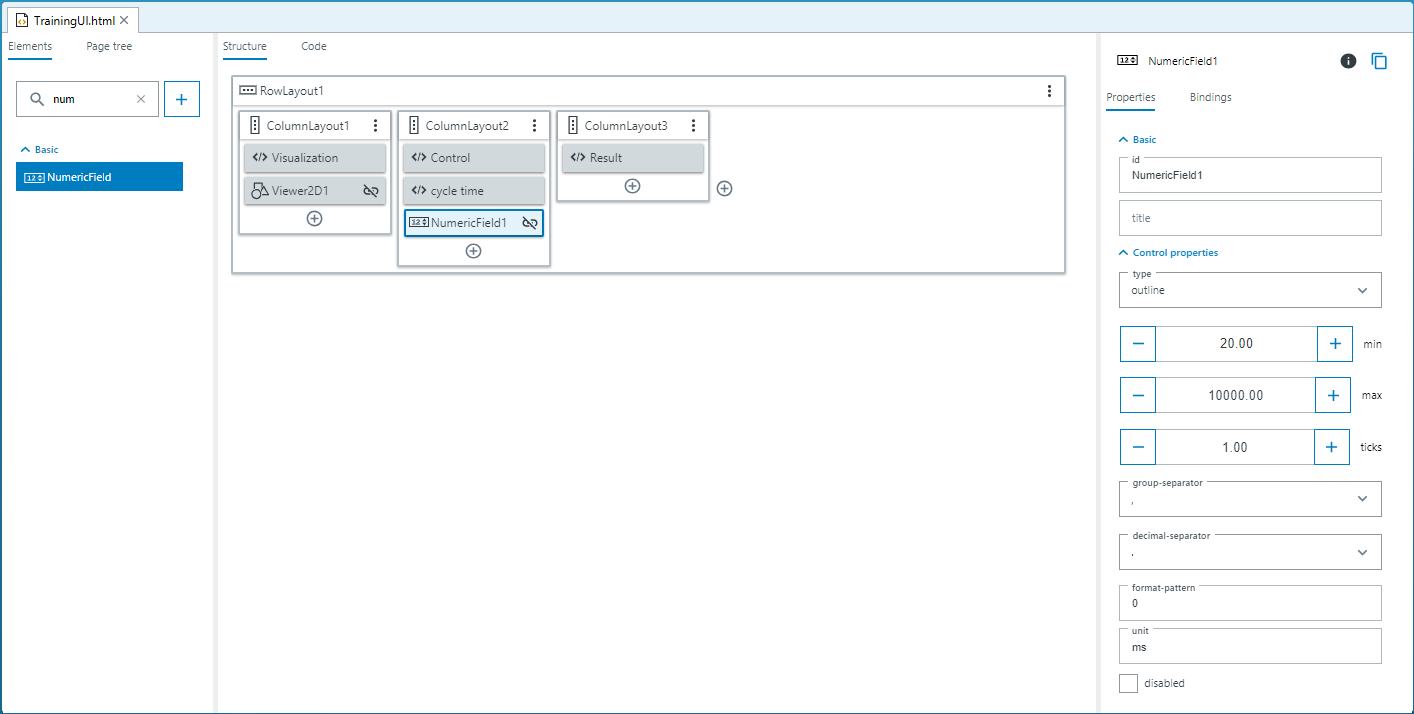 TrainingUI.html
Elements Page tree
num
Basic
NumericField
Structure Code
RowLayout1
ColumnLayout1 ColumnLayout2 ColumnLayout3
Visualization Control Result
Viewer2D1 cycle time
NumericField1
NumericField1
Properties Bindings
Basic
id
NumericField1
title
Control properties
type
outline
20.00 min
10000.00 max
1.00 ticks
group-separator
,
decimal-separator
.
format-pattern
0
unit
ms
disabled